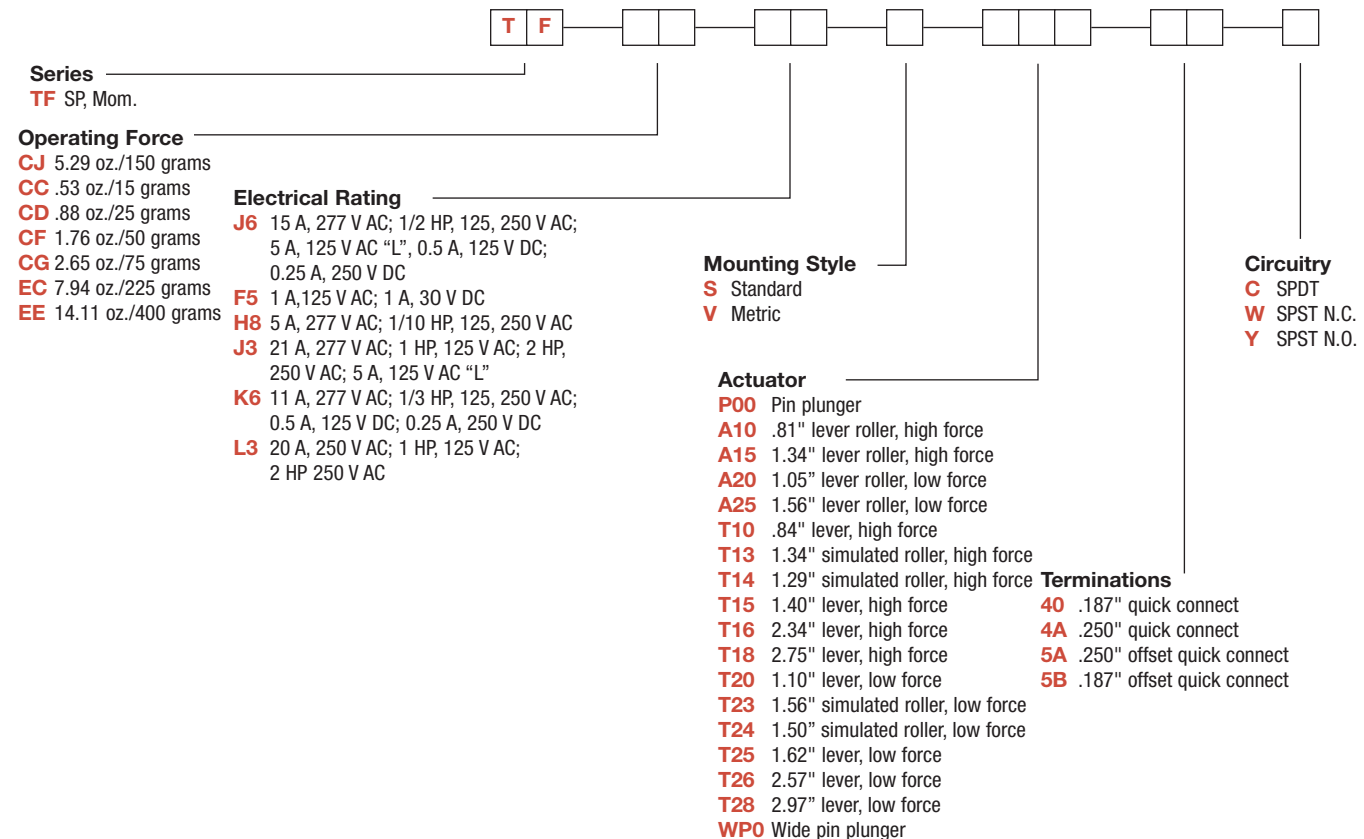 T F
Series
TF SP, Mom.
Operating Force
CJ 5.29 oz./150 grams
CC .53 oz./15 grams
CD .88 oz./25 grams
CF 1.76 oz./50 grams
CG 2.65 oz./75 grams
EC 7.94 oz./225 grams
EE 14.11 oz./400 grams
Electrical Rating
J6 15 A, 277 V AC; 1/2 HP, 125, 250 V AC;
5 A, 125 V AC “L”, 0.5 A, 125 V DC;
0.25 A, 250 V DC
F5 1 A,125 V AC; 1 A, 30 V DC
H8 5 A, 277 V AC; 1/10 HP, 125, 250 V AC
J3 21 A, 277 V AC; 1 HP, 125 V AC; 2 HP,
250 V AC; 5 A, 125 V AC “L”
K6 11 A, 277 V AC; 1/3 HP, 125, 250 V AC;
0.5 A, 125 V DC; 0.25 A, 250 V DC
L3 20 A, 250 V AC; 1 HP, 125 V AC;
2 HP 250 V AC
Mounting Style
S Standard
V Metric
Actuator
P00 Pin plunger
A10 .81" lever roller, high force
A15 1.34" lever roller, high force
A20 1.05” lever roller, low force
A25 1.56" lever roller, low force
T10 .84" lever, high force
T13 1.34" simulated roller, high force
T14 1.29" simulated roller, high force
T15 1.40" lever, high force
T16 2.34" lever, high force
T18 2.75" lever, high force
T20 1.10" lever, low force
T23 1.56" simulated roller, low force
T24 1.50” simulated roller, low force
T25 1.62" lever, low force
T26 2.57" lever, low force
T28 2.97” lever, low force
WP0 Wide pin plunger
Terminations
40 .187" quick connect
4A .250" quick connect
5A .250" offset quick connect
5B .187" offset quick connect
Circuitry
C SPDT
W SPST N.C.
Y SPST N.O.